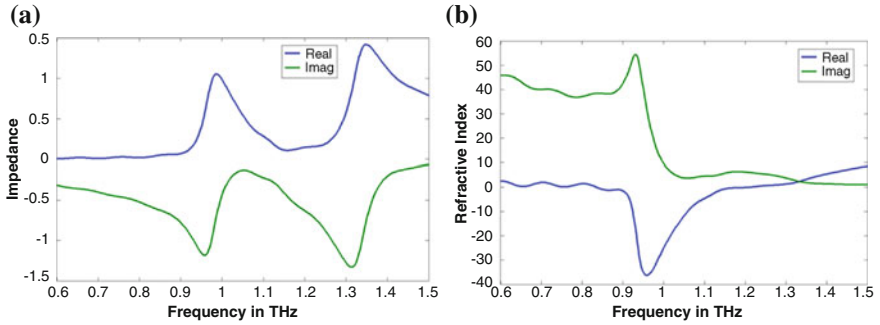 (a)
0.5
1
0.5
0
-0.5
-1
-1.5
Impedance
Real
Imag
0.6 0.7 0.8 0.9 1 1.1 1.2 1.3 1.4 1.5
Frequency in THz
(b)
60
50
40
30
20
10
0
-10
-20
-30
-40
Refractive Index
Real
Imag
0.6 0.7 0.8 0.9 1 1.1 1.2 1.3 1.4 1.5
Frequency in THz